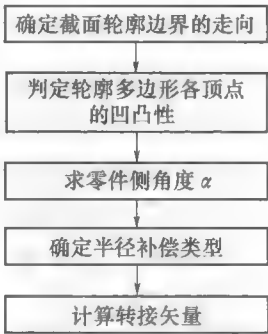 确定截面轮廓边界的走向
判定轮廓多边形各顶点
的凹凸性
求零件侧角度 α
确定半径补偿类型
计算转接矢量